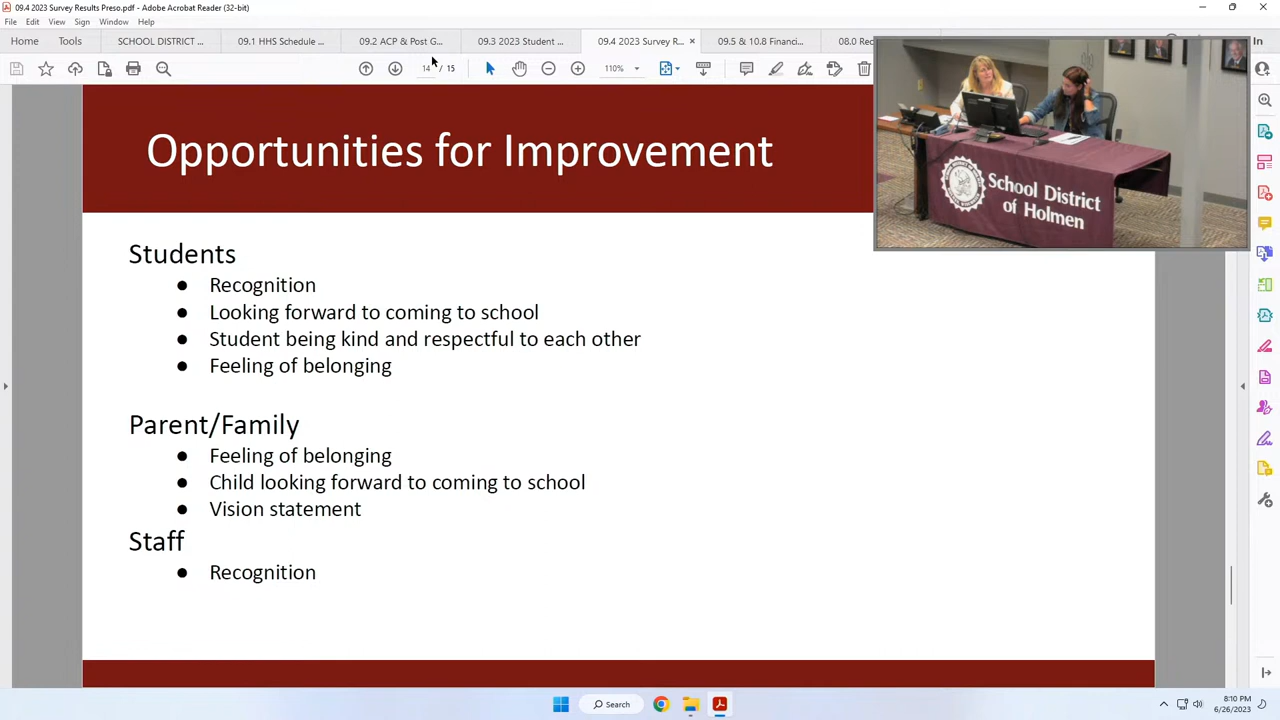 09.4 2023 Survey Results Preso.pdf - Adobe Acrobat Reader (32-bit)
File Edit View Sign Window Help
Home Tools SCHOOL DISTRICT ... 09.1 HHS Schedule ... 09.2 ACP & Post G... 09.3 2023 Student ... 09.4 2023 Survey R... × 09.5 & 10.8 Financi... 08.0 Rec In
14 / 15 110%
Opportunities for Improvement
School District
of Holmen
Students
● Recognition
● Looking forward to coming to school
● Student being kind and respectful to each other
● Feeling of belonging
Parent/Family
● Feeling of belonging
● Child looking forward to coming to school
● Vision statement
Staff
● Recognition
Search
8:10 PM
6/26/2023